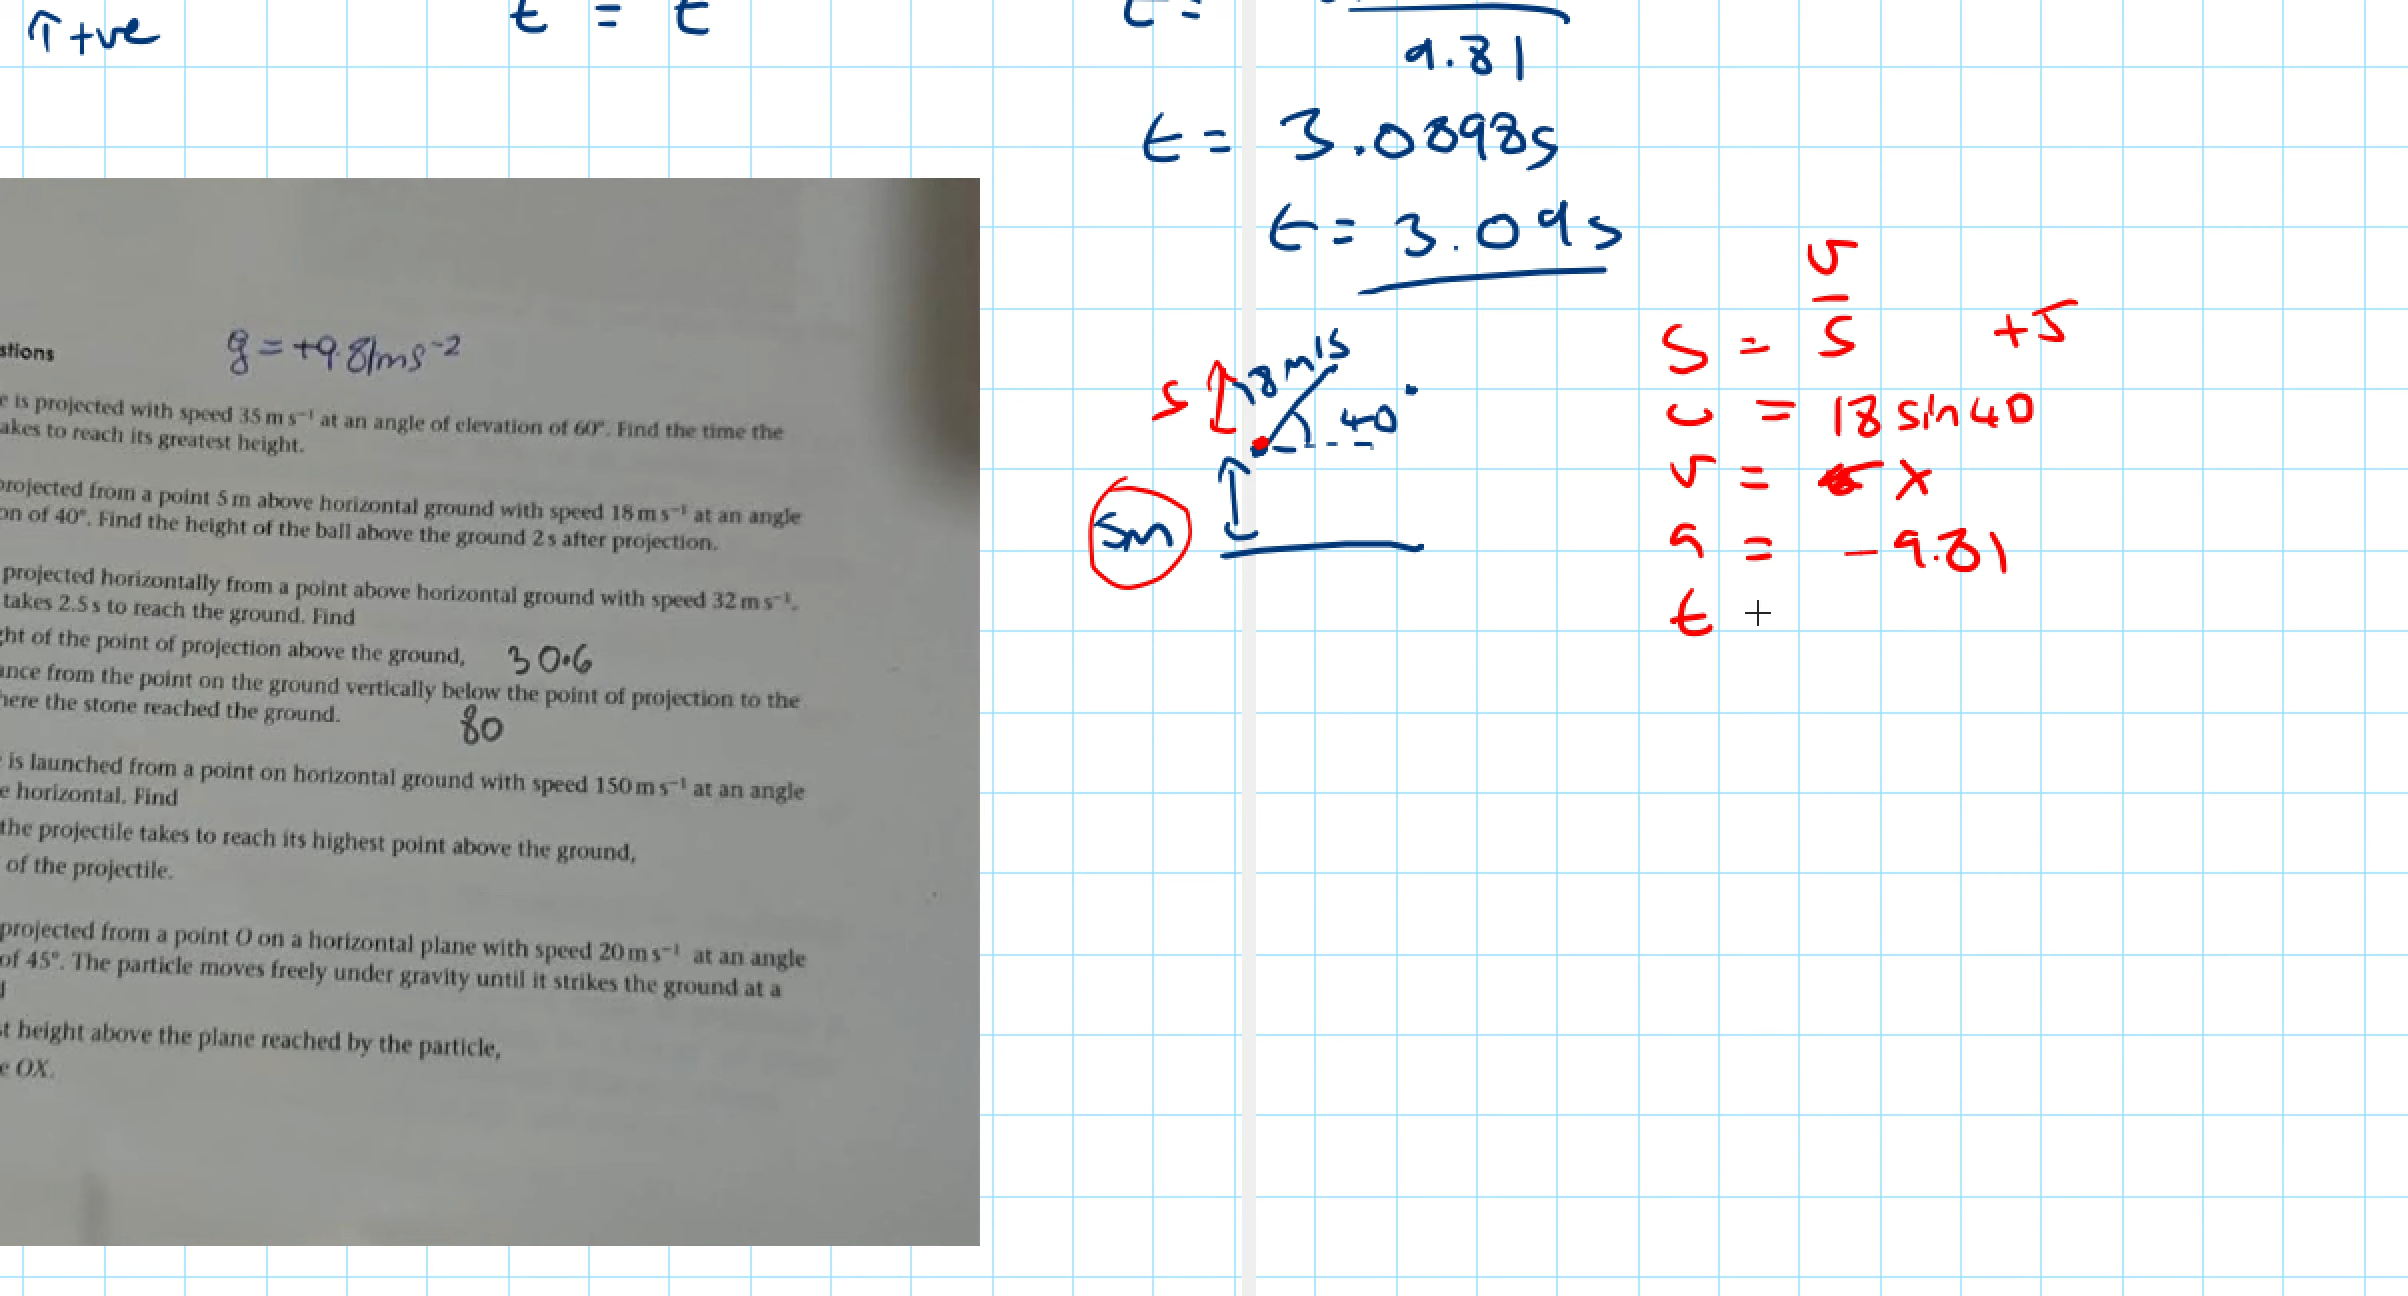 ↑+ve
t = t
t =
9.81
t = 3.0898s
t = 3.09s
stions
g = +9.81ms⁻²
e is projected with speed 35 m s⁻¹ at an angle of elevation of 60°. Find the time the
akes to reach its greatest height.
projected from a point 5 m above horizontal ground with speed 18 m s⁻¹ at an angle
on of 40°. Find the height of the ball above the ground 2 s after projection.
projected horizontally from a point above horizontal ground with speed 32 m s⁻¹.
takes 2.5 s to reach the ground. Find
ght of the point of projection above the ground, 30.6
ance from the point on the ground vertically below the point of projection to the
here the stone reached the ground.
80
is launched from a point on horizontal ground with speed 150 m s⁻¹ at an angle
e horizontal. Find
the projectile takes to reach its highest point above the ground,
of the projectile.
projected from a point O on a horizontal plane with speed 20 m s⁻¹ at an angle
of 45°. The particle moves freely under gravity until it strikes the ground at a
t height above the plane reached by the particle,
e OX.
s
18m/s
40°
5m
v
s = s +5
u = 18 sin40
v = x
a = -9.81
t